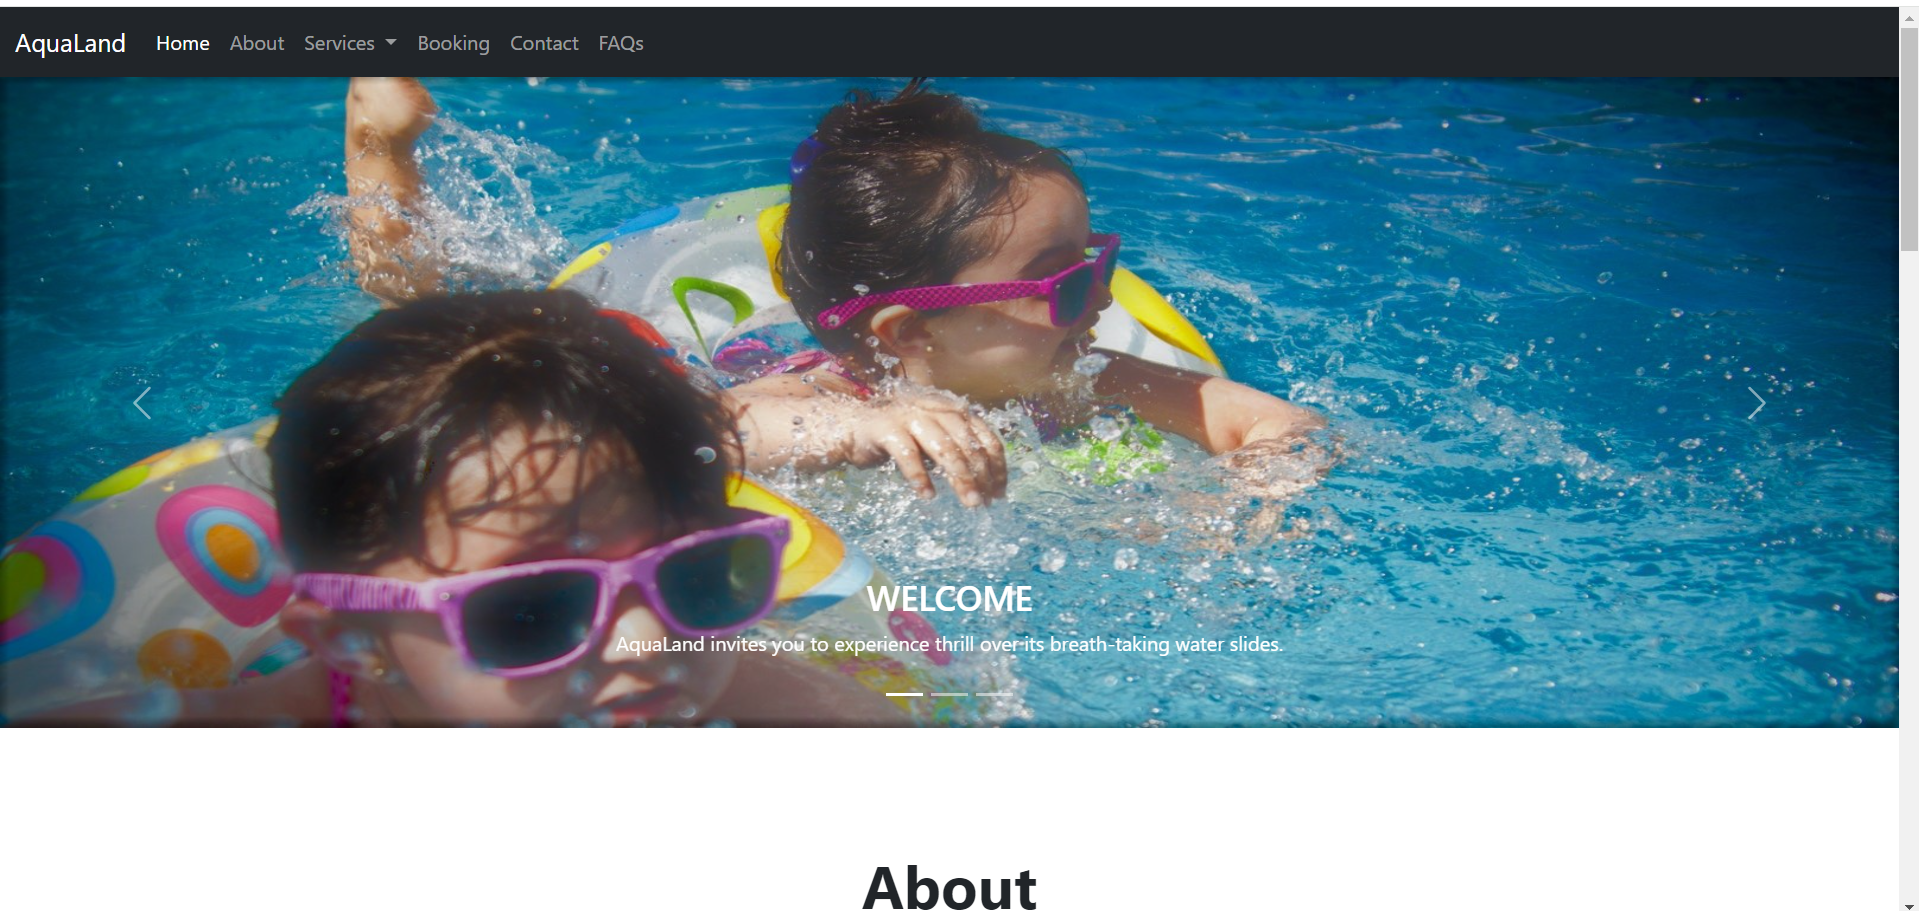 AquaLand Home About Services Booking Contact FAQs
WELCOME
AquaLand invites you to experience thrill over its breath-taking water slides.
About